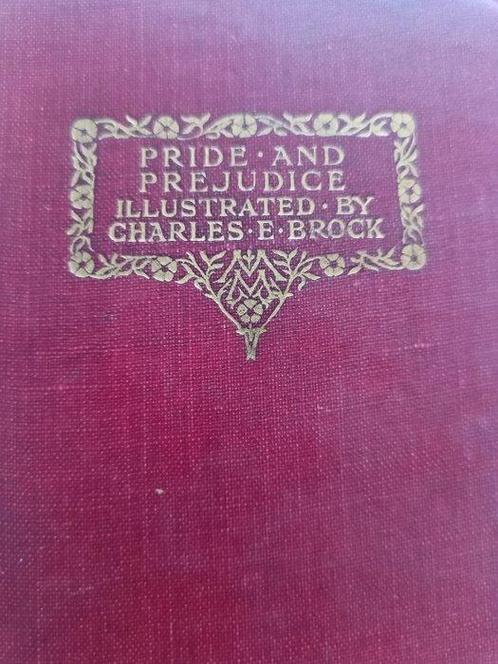 PRIDE · AND
PREJUDICE
ILLUSTRATED · BY
CHARLES · E · BROCK